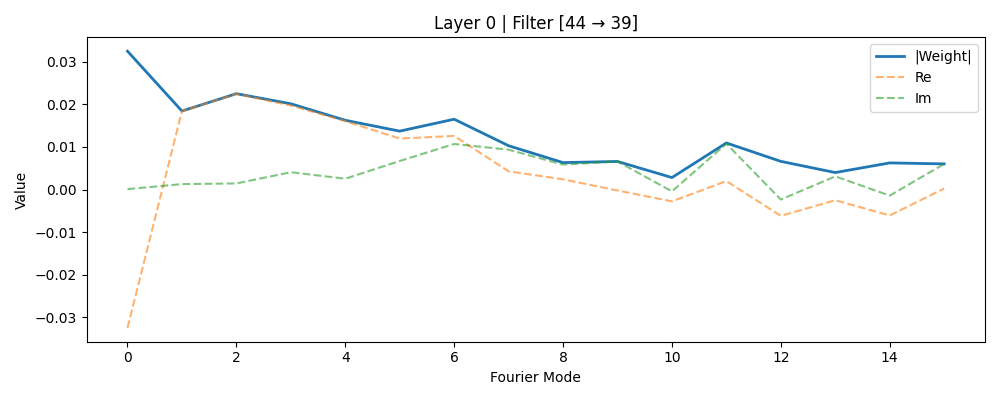 Layer 0 | Filter [44 → 39]
|Weight|
Re
Im
Value
0.03
0.02
0.01
0.00
−0.01
−0.02
−0.03
0 2 4 6 8 10 12 14
Fourier Mode